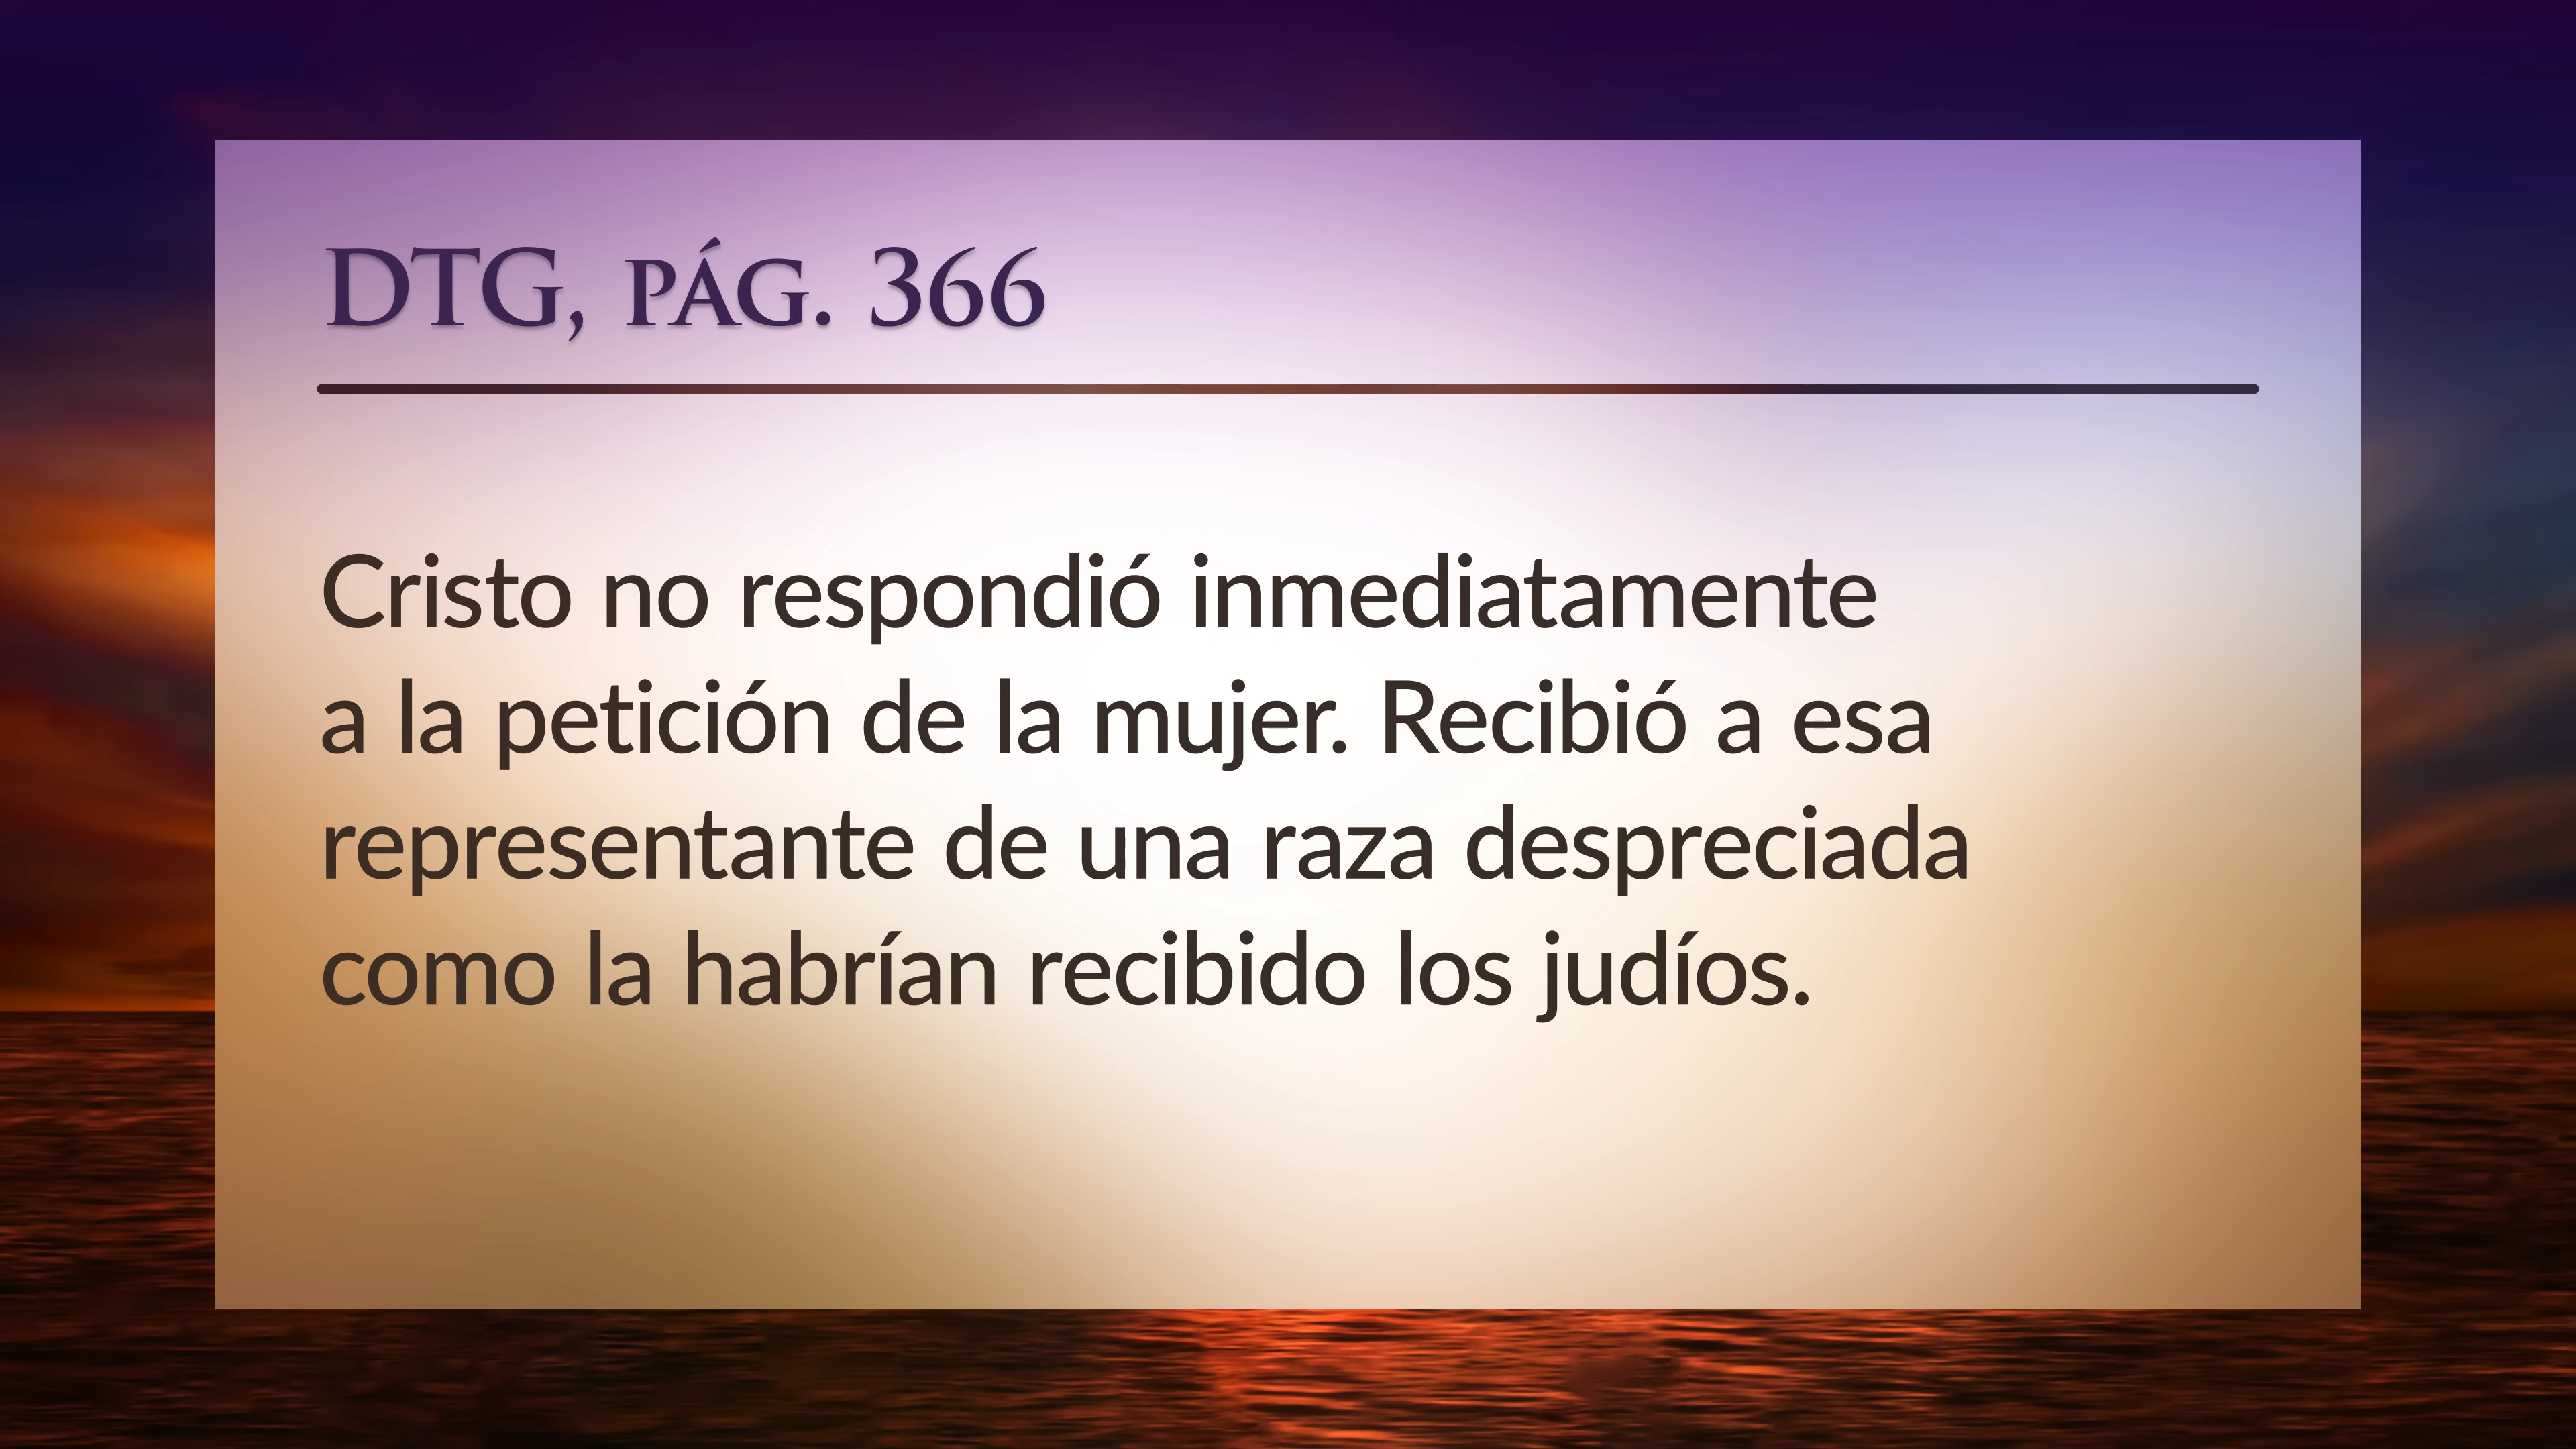 DTG, PÁG. 366
Cristo no respondió inmediatamente
a la petición de la mujer. Recibió a esa
representante de una raza despreciada
como la habrían recibido los judíos.